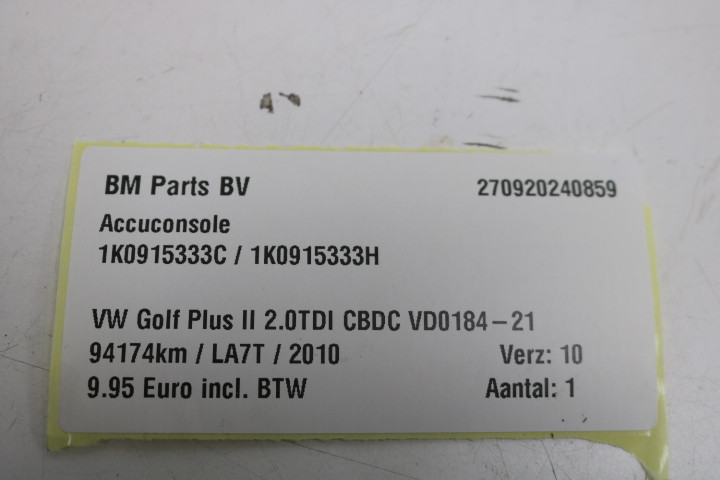 BM Parts BV 270920240859
Accuconsole
1K0915333C / 1K0915333H
VW Golf Plus II 2.0TDI CBDC VD0184-21
94174km / LA7T / 2010 Verz: 10
9.95 Euro incl. BTW Aantal: 1